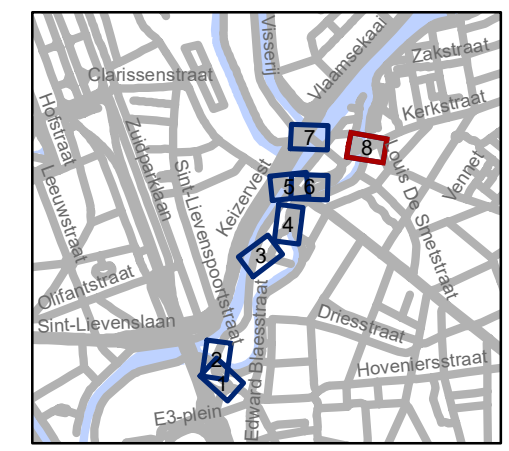 Visserij
Vlaamsekaai
Zakstraat
Clarissenstraat
Kerkstraat
Hofstraat
Zuidparklaan
7
8
Vennet
Leeuwstraat
Sint-Lievenspoortstraat
Keizervest
5 6
Louis De Smetstraat
4
3
Olifantstraat
Sint-Lievenslaan
Driesstraat
Edward Blaesstraat
2
Hoveniersstraat
1
E3-plein